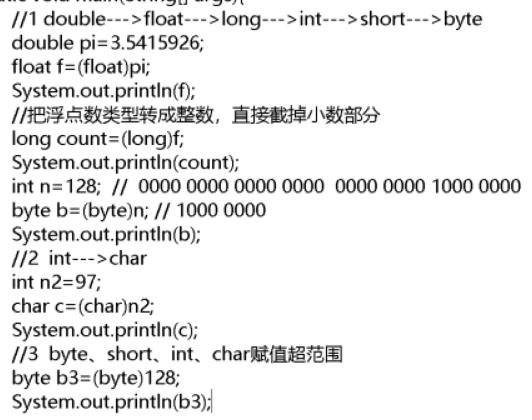 //1 double--->float--->long--->int--->short--->byte
double pi=3.5415926;
float f=(float)pi;
System.out.println(f);
//把浮点数类型转成整数，直接截掉小数部分
long count=(long)f;
System.out.println(count);
int n=128; // 0000 0000 0000 0000 0000 0000 1000 0000
byte b=(byte)n; // 1000 0000
System.out.println(b);
//2 int--->char
int n2=97;
char c=(char)n2;
System.out.println(c);
//3 byte、short、int、char赋值超范围
byte b3=(byte)128;
System.out.println(b3);